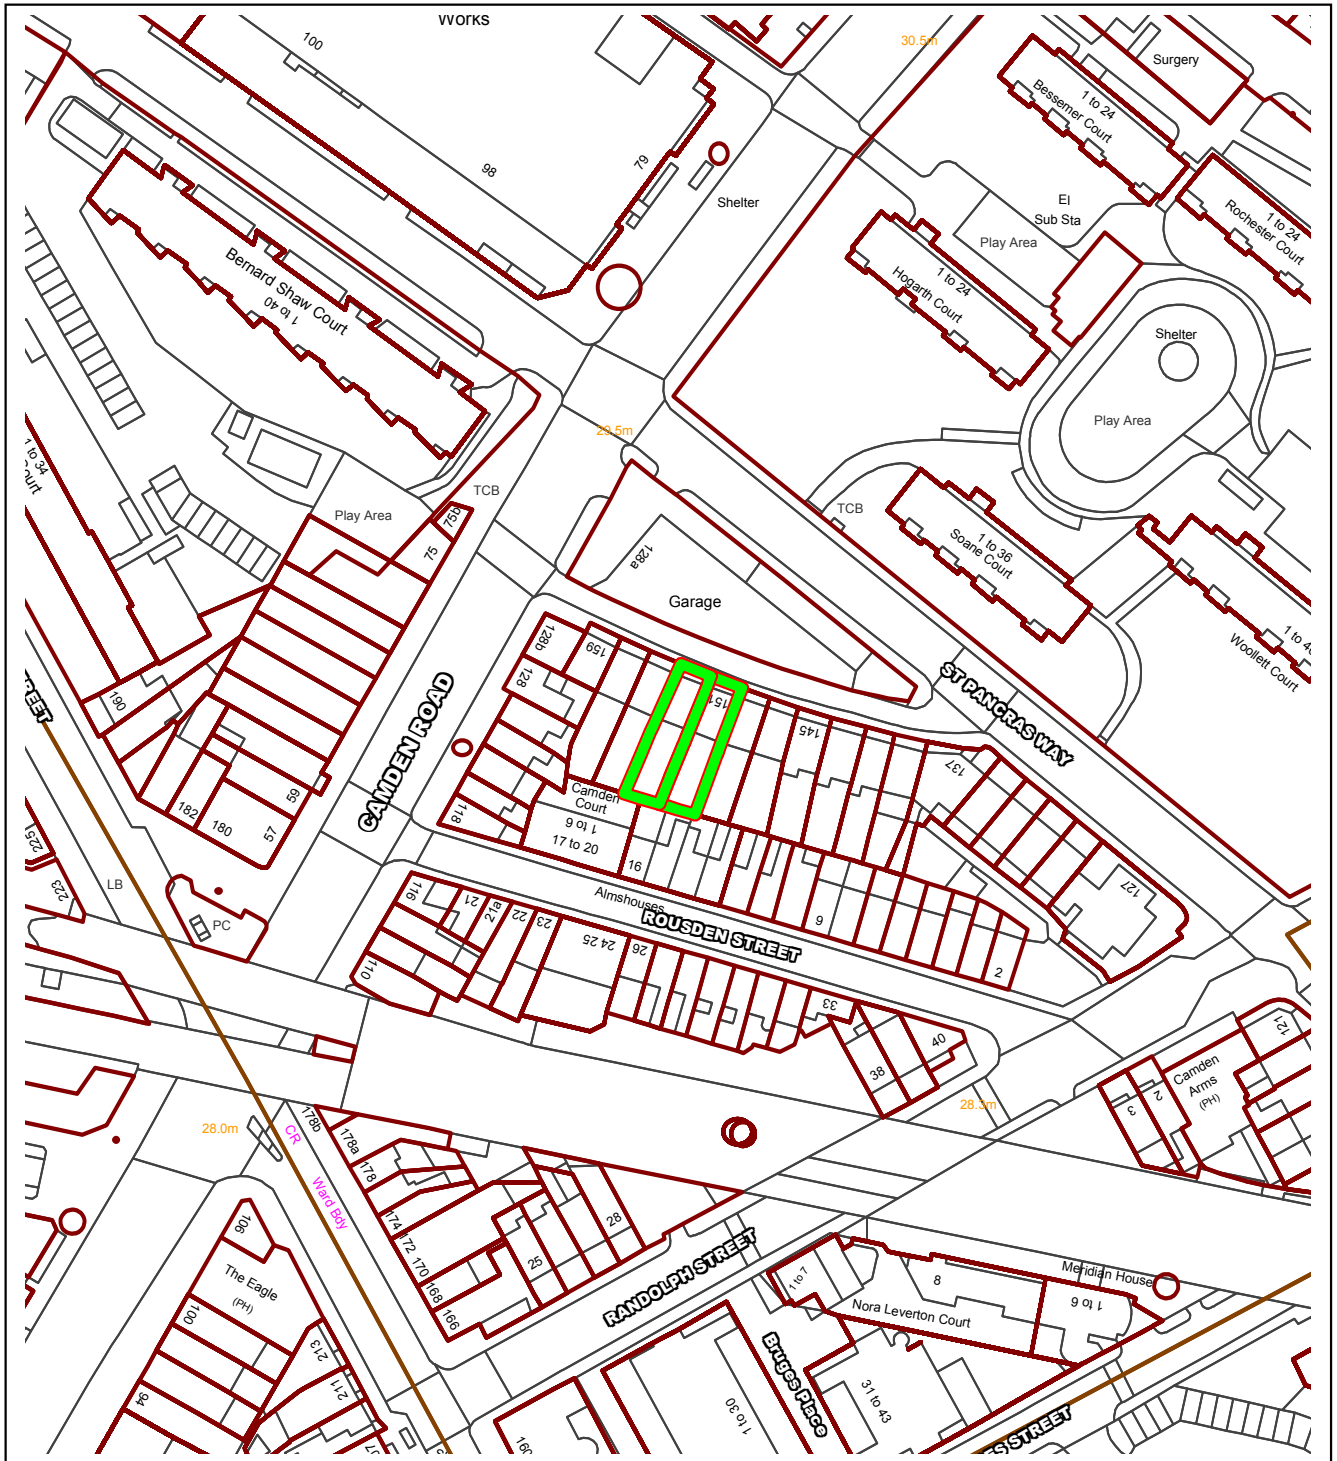 Works
100
30.5m
Surgery
1 to 24
Bessemer Court
98
79
Shelter
El
Sub Sta
Play Area
1 to 24
Rochester Court
Bernard Shaw Court
1 to 40
1 to 24
Hogarth Court
Shelter
Play Area
29.5m
1 to 34
TCB
75b
75
Play Area
TCB
1 to 36
Soane Court
128a
Garage
Woollett Court
128b
159
128
ST PANCRAS WAY
190
CAMDEN ROAD
151
145
137
182
180
59
57
118
Camden
Court
1 to 6
17 to 20
16
127
225
223
LB
PC
116
Almshouses
ROUSDEN STREET
9
2
21
21a
22
23
24 25
26
110
33
38
40
121
Camden
Arms
(PH)
2
3
28.0m
28.3m
CR
Ward Bdy
178b
178a
178
174
172
170
168
166
25
28
RANDOLPH STREET
106
The Eagle
(PH)
100
213
211
94
1 to 7
8
Nora Leverton Court
Meridian House
1 to 6
Bruges Place
1 to 30
31 to 43
160